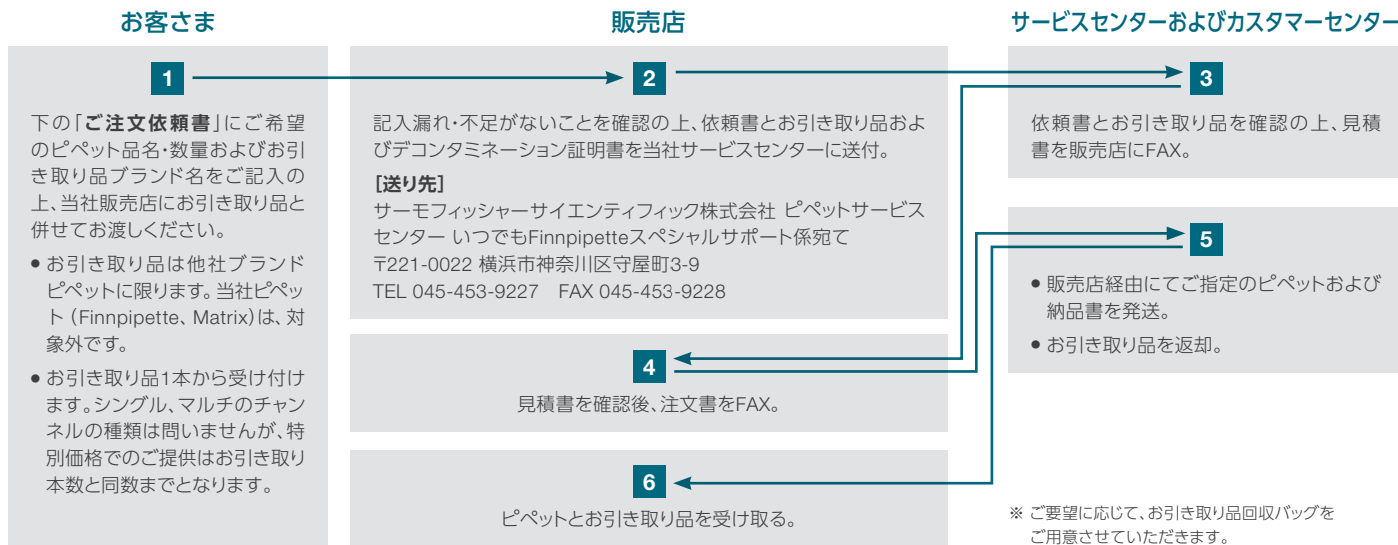 お客さま
1
下の「ご注文依頼書」にご希望
のピペット品名・数量およびお引
き取り品ブランド名をご記入の
上、当社販売店にお引き取り品と
併せてお渡しください。
● お引き取り品は他社ブランド
ピペットに限ります。当社ピペッ
ト（Finnpipette、Matrix）は、対
象外です。
● お引き取り品1本から受け付け
ます。シングル、マルチのチャン
ネルの種類は問いませんが、特
別価格でのご提供はお引き取り
本数と同数までとなります。
販売店
2
記入漏れ・不足がないことを確認の上、依頼書とお引き取り品およ
びデコンタミネーション証明書を当社サービスセンターに送付。
［送り先］
サーモフィッシャーサイエンティフィック株式会社 ピペットサービス
センター いつでもFinnpipetteスペシャルサポート係宛て
〒221-0022 横浜市神奈川区守屋町3-9
TEL 045-453-9227 FAX 045-453-9228
サービスセンターおよびカスタマーセンター
3
依頼書とお引き取り品を確認の上、見積
書を販売店にFAX。
4
見積書を確認後、注文書をFAX。
5
● 販売店経由にてご指定のピペットおよび
納品書を発送。
● お引き取り品を返却。
6
ピペットとお引き取り品を受け取る。
※ ご要望に応じて、お引き取り品回収バッグを
ご用意させていただきます。